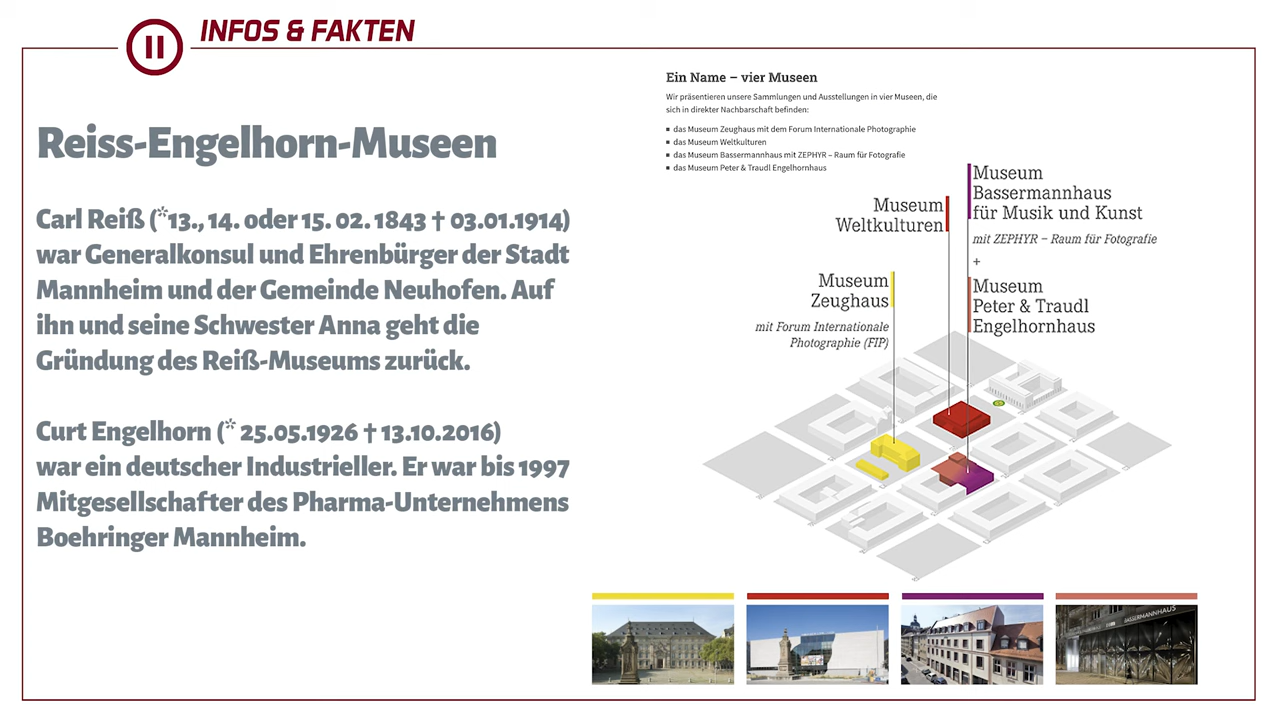 INFOS & FAKTEN
Reiss-Engelhorn-Museen
Carl Reiß (*13., 14. oder 15. 02. 1843 † 03.01.1914)
war Generalkonsul und Ehrenbürger der Stadt
Mannheim und der Gemeinde Neuhofen. Auf
ihn und seine Schwester Anna geht die
Gründung des Reiß-Museums zurück.
Curt Engelhorn (* 25.05.1926 † 13.10.2016)
war ein deutscher Industrieller. Er war bis 1997
Mitgesellschafter des Pharma-Unternehmens
Boehringer Mannheim.
Ein Name – vier Museen
Wir präsentieren unsere Sammlungen und Ausstellungen in vier Museen, die
sich in direkter Nachbarschaft befinden:
▪ das Museum Zeughaus mit dem Forum Internationale Photographie
▪ das Museum Weltkulturen
▪ das Museum Bassermannhaus mit ZEPHYR – Raum für Fotografie
▪ das Museum Peter & Traudl Engelhornhaus
Museum
Weltkulturen
Museum
Zeughaus
mit Forum Internationale
Photographie (FIP)
Museum
Bassermannhaus
für Musik und Kunst
mit ZEPHYR – Raum für Fotografie
+
Museum
Peter & Traudl
Engelhornhaus
BASSERMANNHAUS